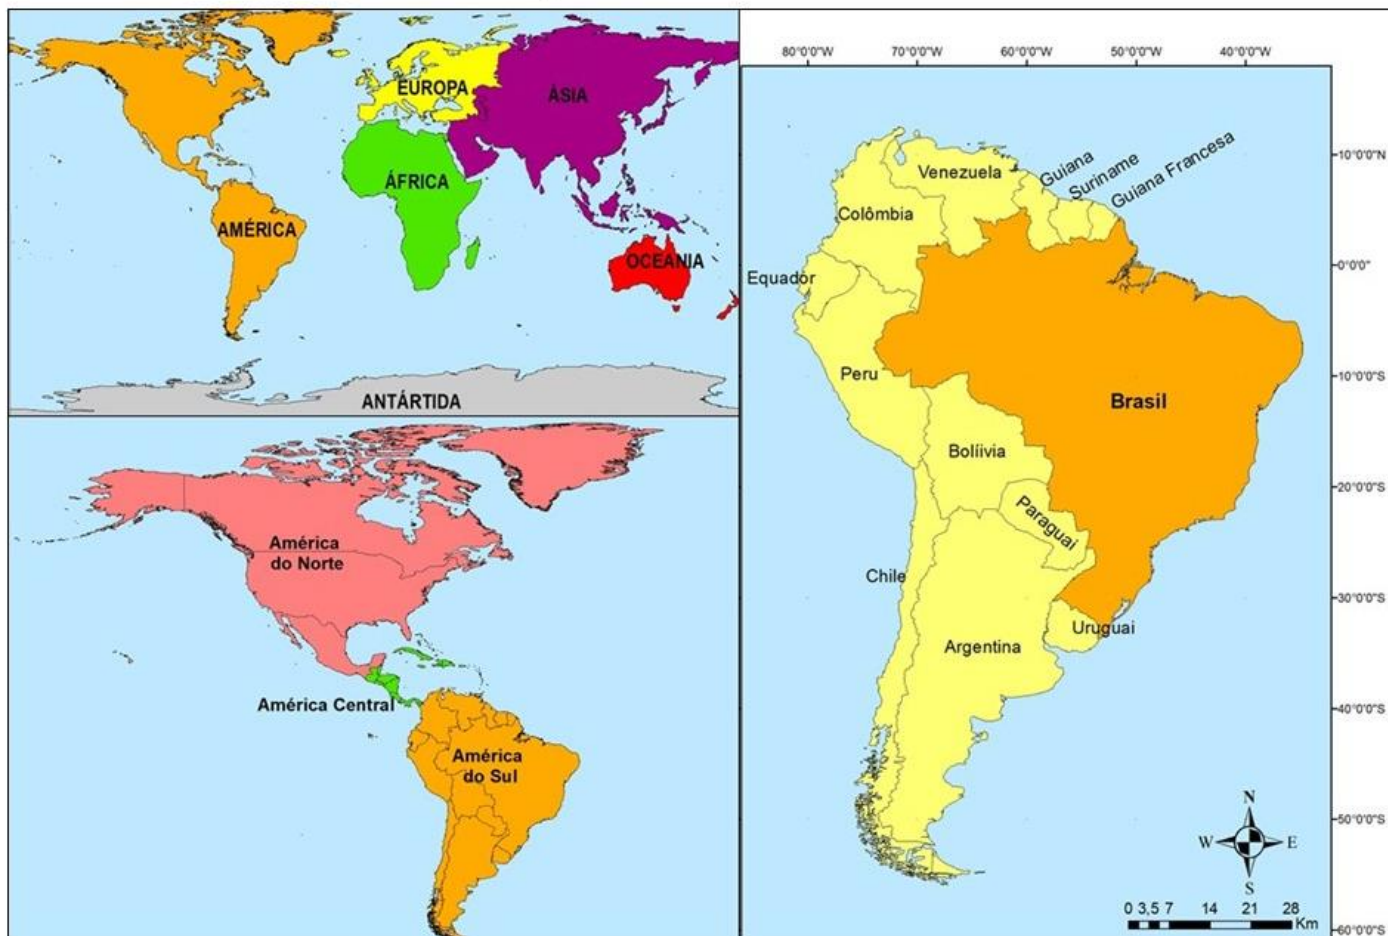 EUROPA
ÁSIA
ÁFRICA
AMÉRICA
OCEANIA
ANTÁRTIDA
América
do Norte
América Central
América
do Sul
80°0'0"W 70°0'0"W 60°0'0"W 50°0'0"W 40°0'0"W
10°0'0"N
0°0'0"
10°0'0"S
20°0'0"S
30°0'0"S
40°0'0"S
50°0'0"S
60°0'0"S
Venezuela
Guiana
Suriname
Guiana Francesa
Colômbia
Equador
Peru
Brasil
Bolíivia
Paraguai
Chile
Argentina
Uruguai
N
W E
S
0 3,5 7 14 21 28
Km